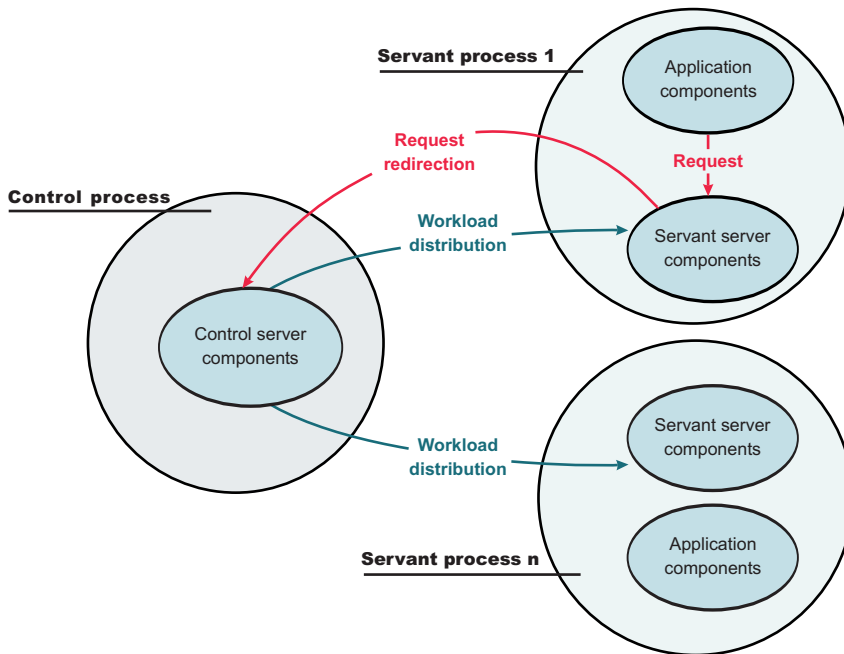 Servant process 1
Application
components
Request
redirection
Request
Control process
Workload
distribution
Servant server
components
Control server
components
Servant server
components
Workload
distribution
Application
components
Servant process n